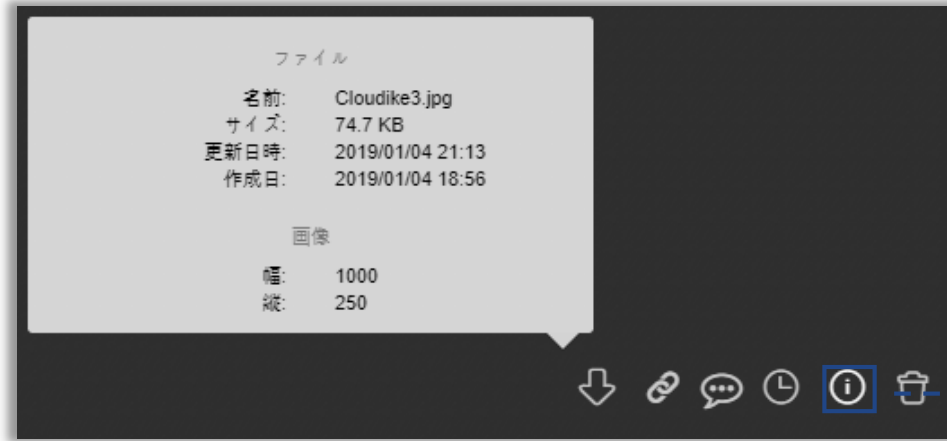 ファイル
名前: Cloudike3.jpg
サイズ: 74.7 KB
更新日時: 2019/01/04 21:13
作成日: 2019/01/04 18:56
画像
幅: 1000
縦: 250